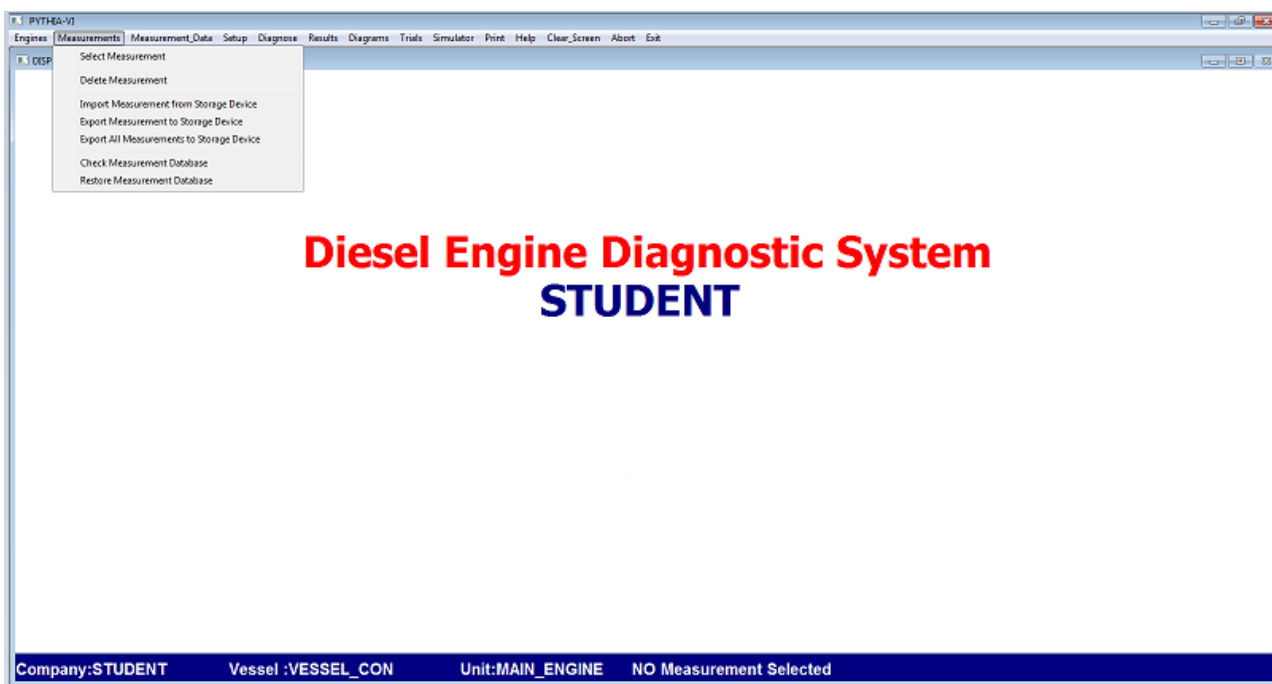 PYTHIA-VI
Engines Measurements Measurement_Data Setup Diagnose Results Diagrams Trials Simulator Print Help Clear_Screen Abort Exit
DISP
Select Measurement
Delete Measurement
Import Measurement from Storage Device
Export Measurement to Storage Device
Export All Measurements to Storage Device
Check Measurement Database
Restore Measurement Database
Diesel Engine Diagnostic System
STUDENT
Company:STUDENT Vessel :VESSEL_CON Unit:MAIN_ENGINE NO Measurement Selected